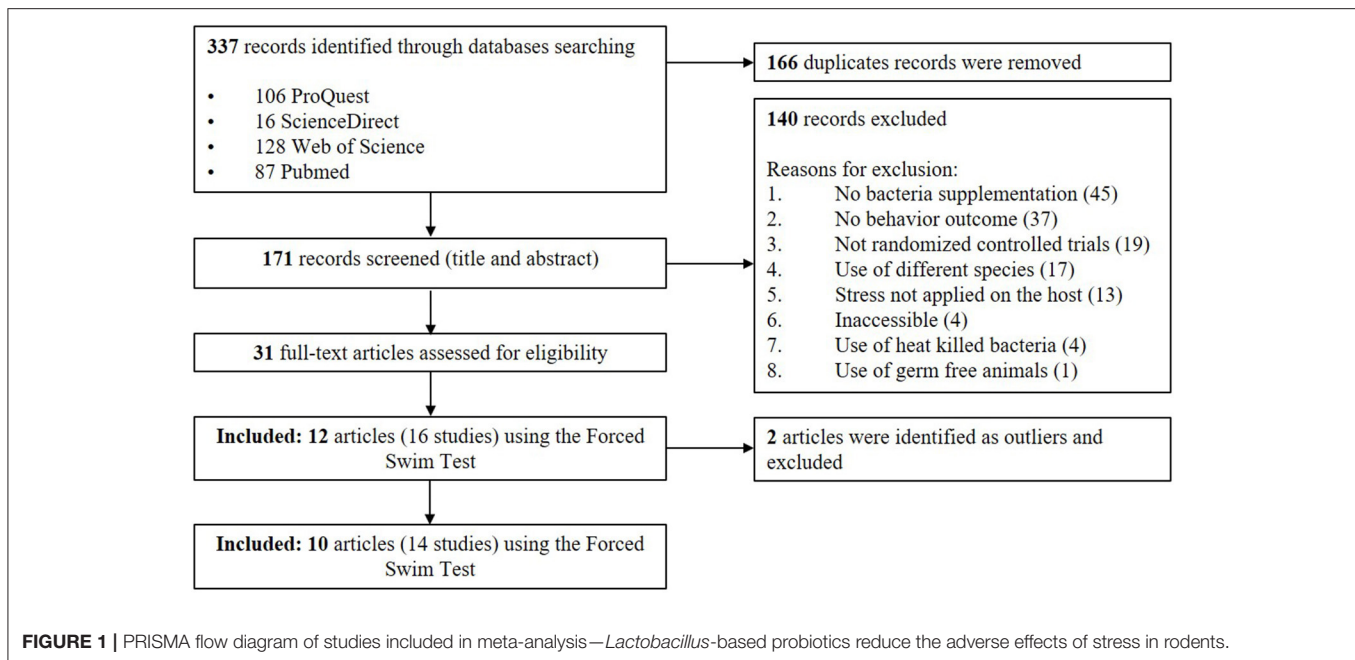 337 records identified through databases searching
• 106 ProQuest
• 16 ScienceDirect
• 128 Web of Science
• 87 Pubmed
166 duplicates records were removed
140 records excluded
Reasons for exclusion:
1. No bacteria supplementation (45)
2. No behavior outcome (37)
3. Not randomized controlled trials (19)
4. Use of different species (17)
5. Stress not applied on the host (13)
6. Inaccessible (4)
7. Use of heat killed bacteria (4)
8. Use of germ free animals (1)
171 records screened (title and abstract)
31 full-text articles assessed for eligibility
Included: 12 articles (16 studies) using the Forced
Swim Test
2 articles were identified as outliers and
excluded
Included: 10 articles (14 studies) using the Forced
Swim Test
FIGURE 1 | PRISMA flow diagram of studies included in meta-analysis—Lactobacillus-based probiotics reduce the adverse effects of stress in rodents.